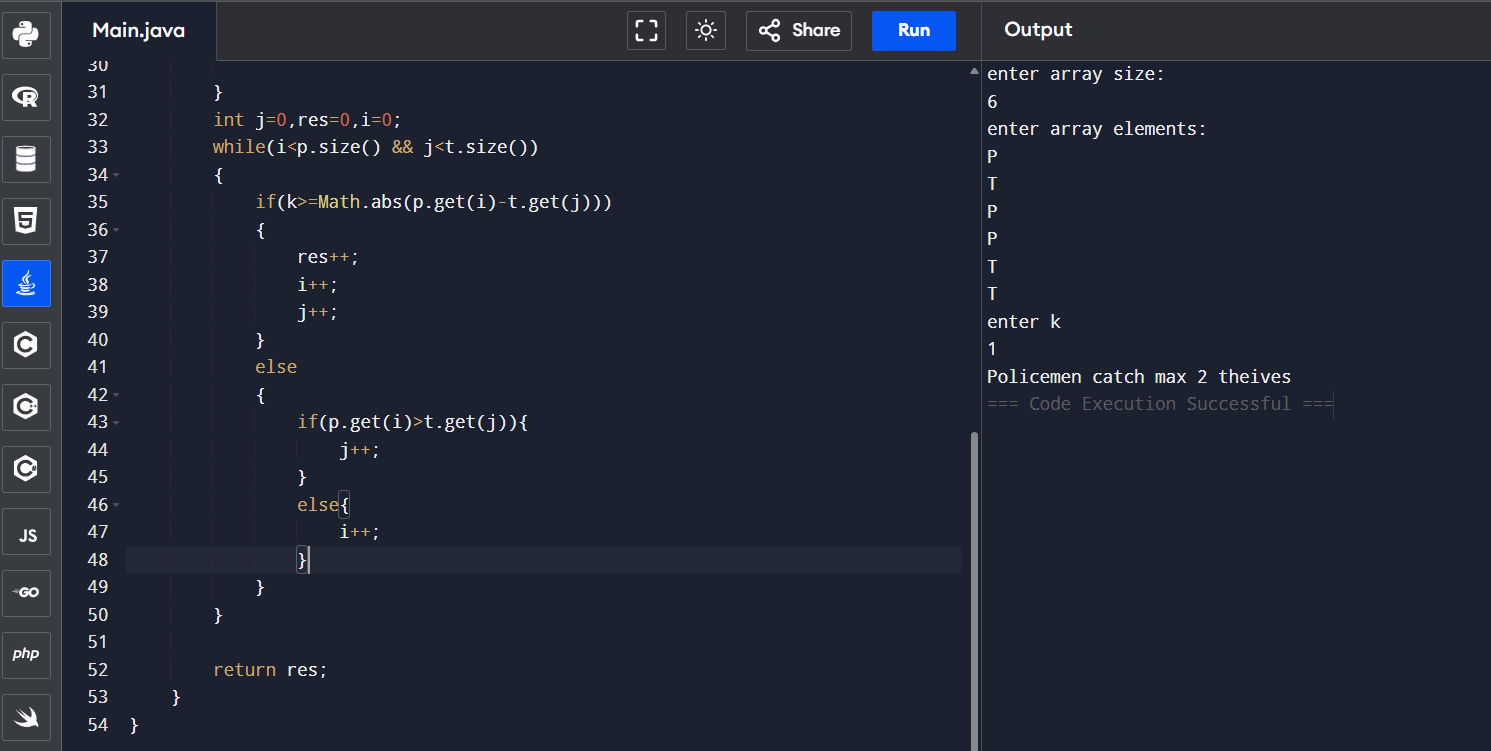 Main.java
Share
Run
Output
30
31 }
32 int j=0,res=0,i=0;
33 while(i<p.size() && j<t.size())
34 {
35 if(k>=Math.abs(p.get(i)-t.get(j)))
36 {
37 res++;
38 i++;
39 j++;
40 }
41 else
42 {
43 if(p.get(i)>t.get(j)){
44 j++;
45 }
46 else{
47 i++;
48 }
49 }
50 }
51
52 return res;
53 }
54 }
enter array size:
6
enter array elements:
P
T
P
P
T
T
enter k
1
Policemen catch max 2 theives
=== Code Execution Successful ===
R
5
C
C++
C#
JS
GO
php